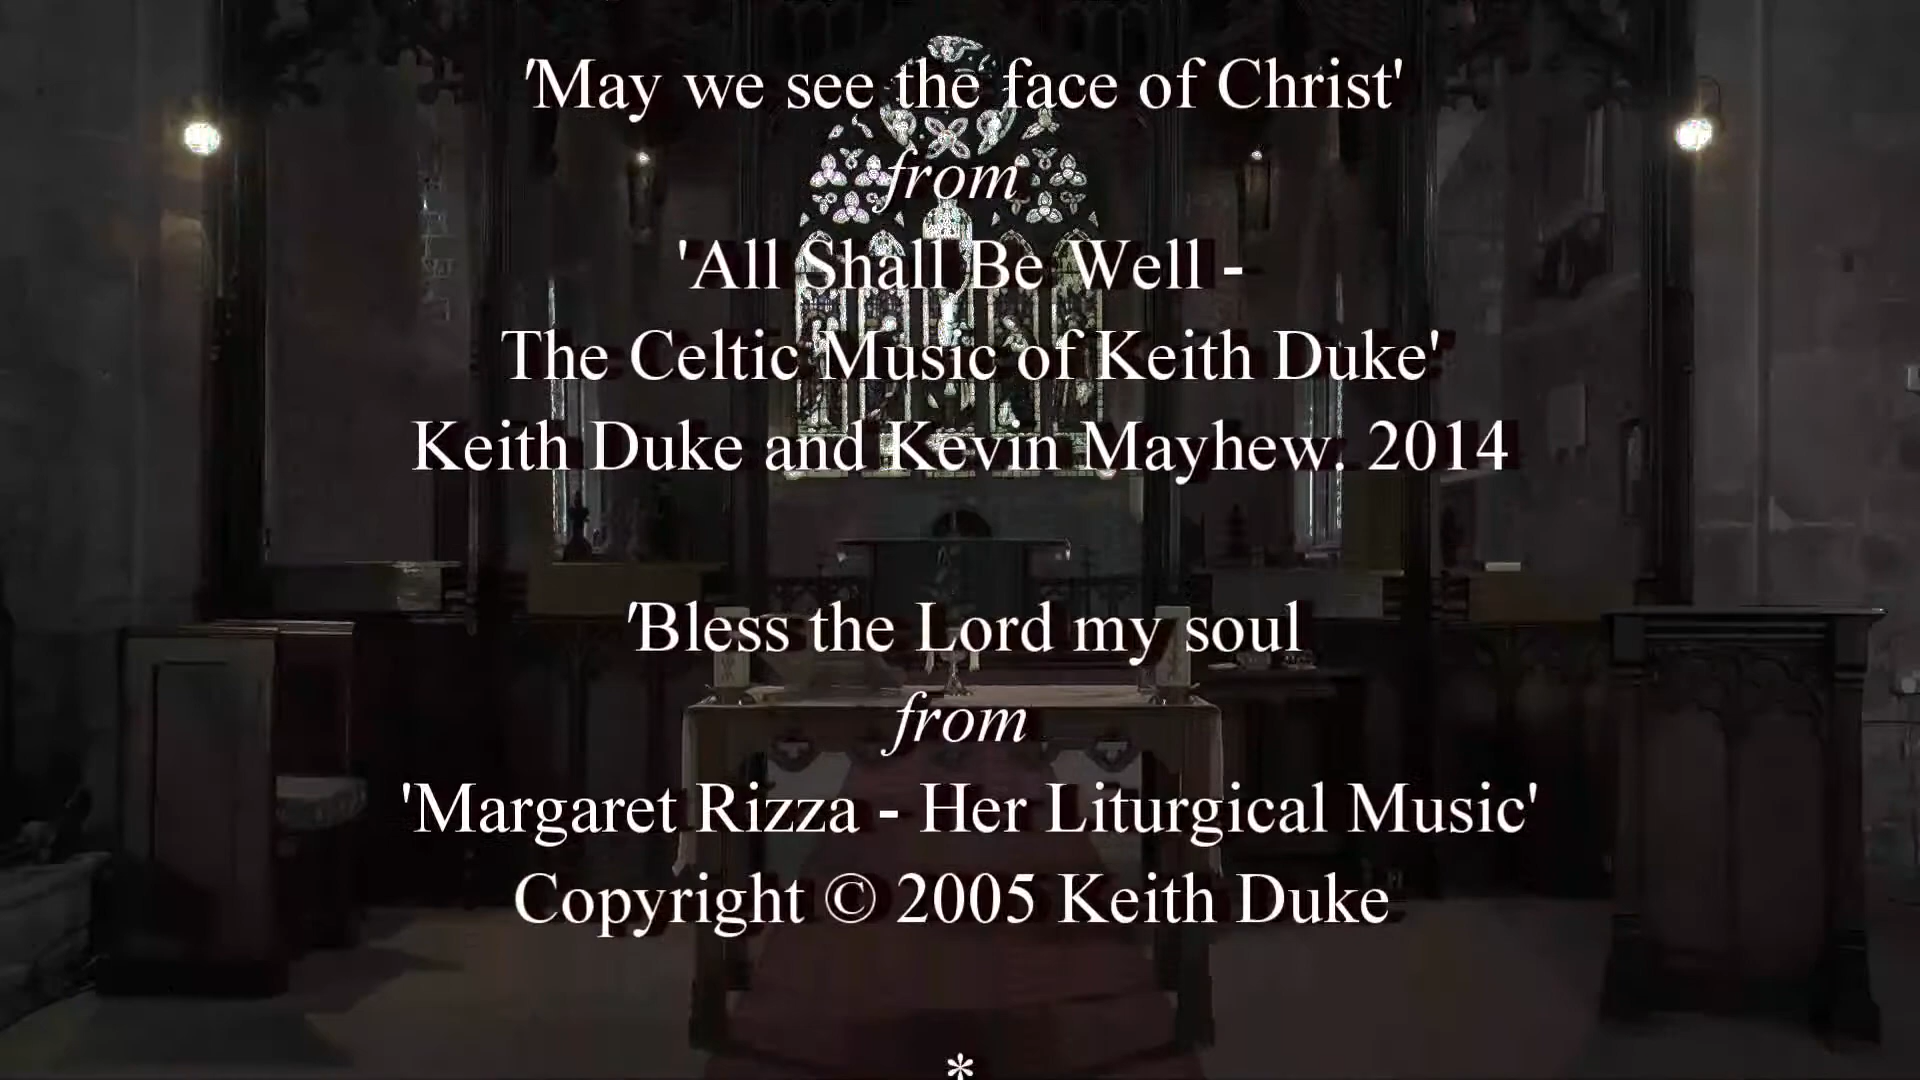 'May we see the face of Christ'
from
'All Shall Be Well -
The Celtic Music of Keith Duke'
Keith Duke and Kevin Mayhew. 2014
'Bless the Lord my soul
from
'Margaret Rizza - Her Liturgical Music'
Copyright © 2005 Keith Duke
*